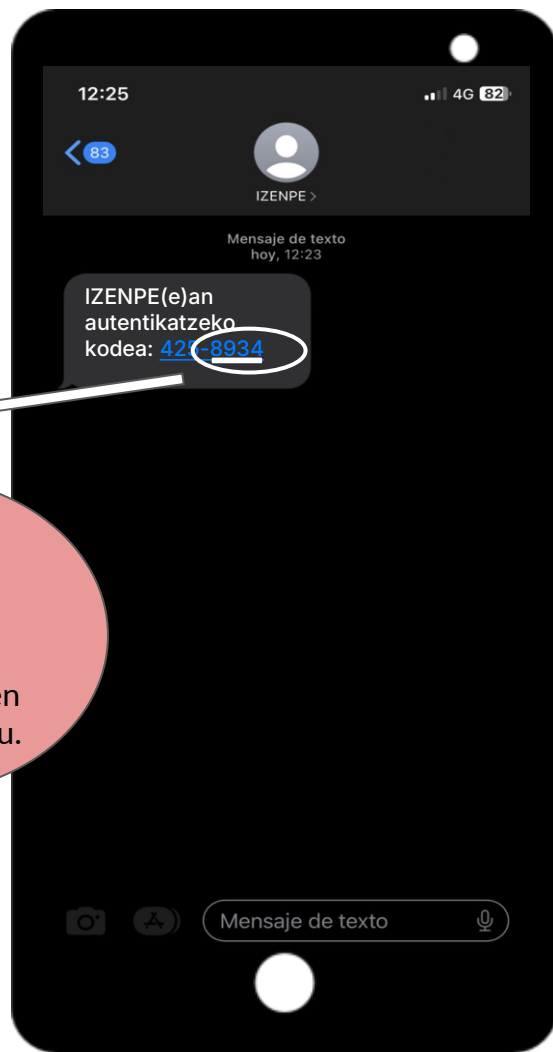 12:25
4G 82
83
IZENPE >
Mensaje de texto
hoy, 12:23
IZENPE(e)an
autentikatzeko
kodea: 425-8934
en
u.
Mensaje de texto